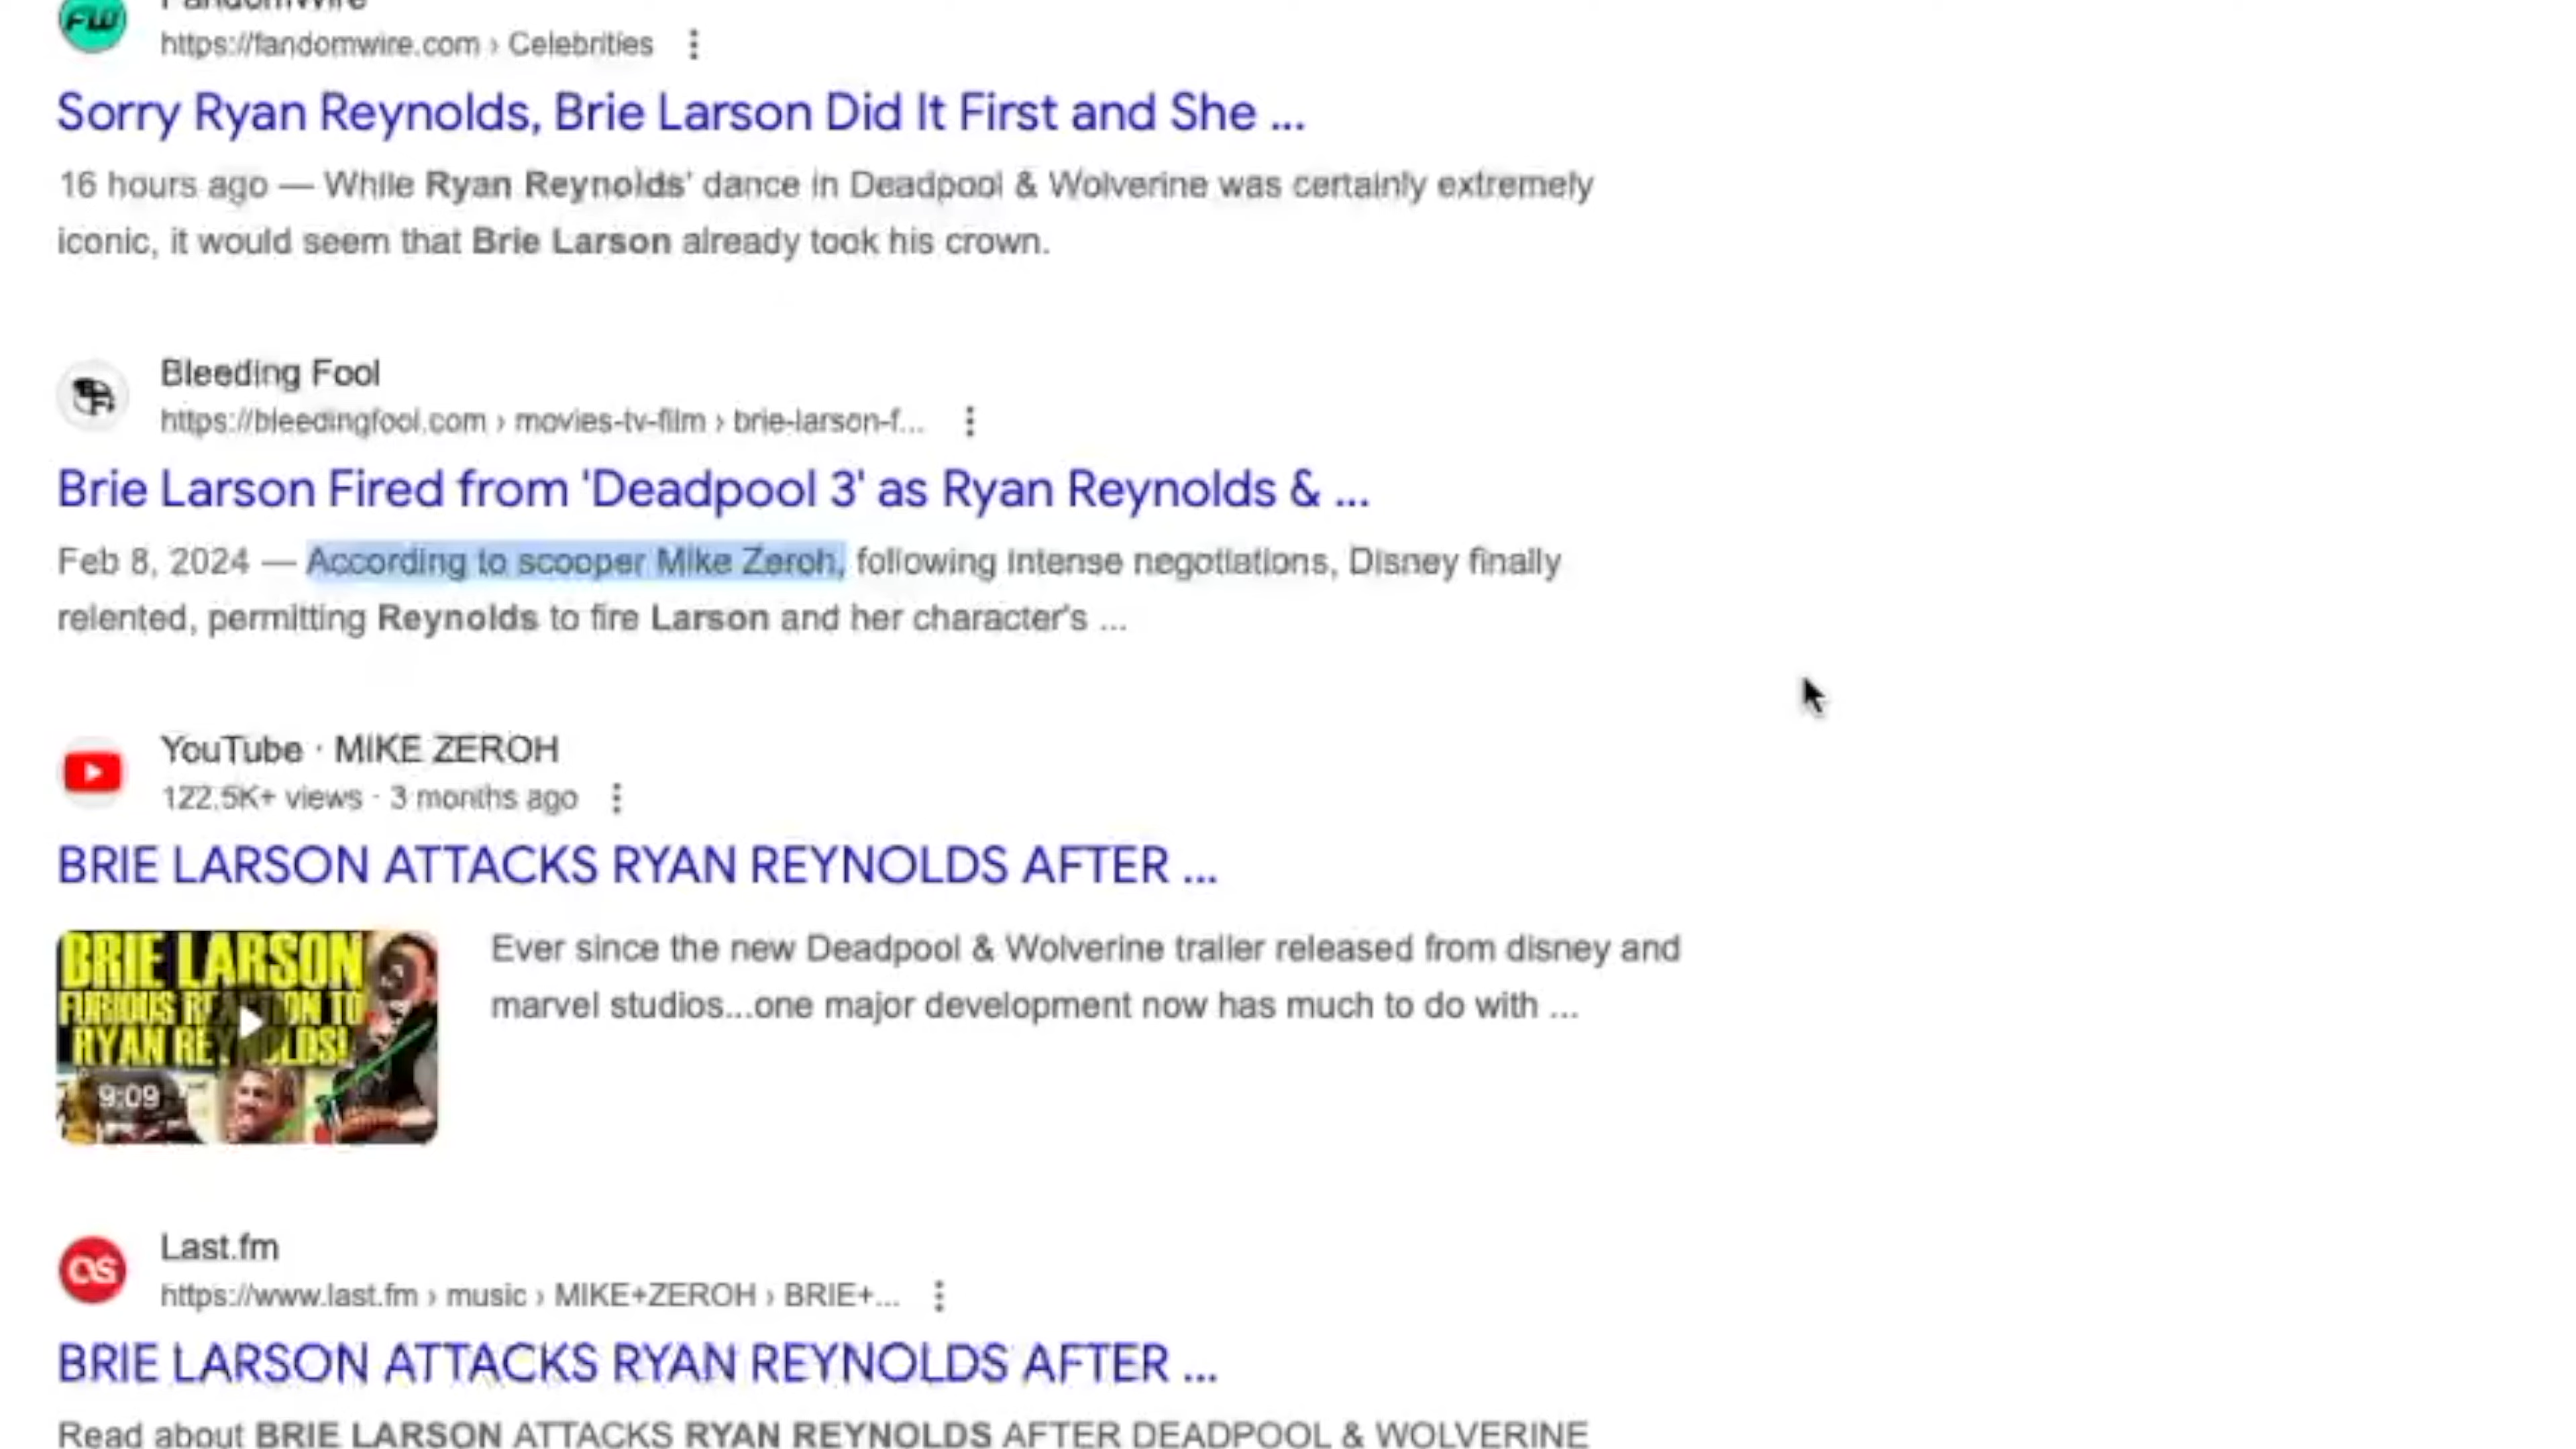 FW
FandomWire
https://fandomwire.com › Celebrities
Sorry Ryan Reynolds, Brie Larson Did It First and She ...
16 hours ago — While Ryan Reynolds' dance in Deadpool & Wolverine was certainly extremely
iconic, it would seem that Brie Larson already took his crown.
Bleeding Fool
https://bleedingfool.com › movies-tv-film › brie-larson-f...
Brie Larson Fired from 'Deadpool 3' as Ryan Reynolds & ...
Feb 8, 2024 — According to scooper Mike Zeroh, following intense negotiations, Disney finally
relented, permitting Reynolds to fire Larson and her character's ...
YouTube · MIKE ZEROH
122.5K+ views · 3 months ago
BRIE LARSON ATTACKS RYAN REYNOLDS AFTER ...
BRIE LARSON
FURIOUS REACTION TO
RYAN REYNOLDS!
9:09
Ever since the new Deadpool & Wolverine trailer released from disney and
marvel studios...one major development now has much to do with ...
Last.fm
https://www.last.fm › music › MIKE+ZEROH › BRIE+...
BRIE LARSON ATTACKS RYAN REYNOLDS AFTER ...
Read about BRIE LARSON ATTACKS RYAN REYNOLDS AFTER DEADPOOL & WOLVERINE